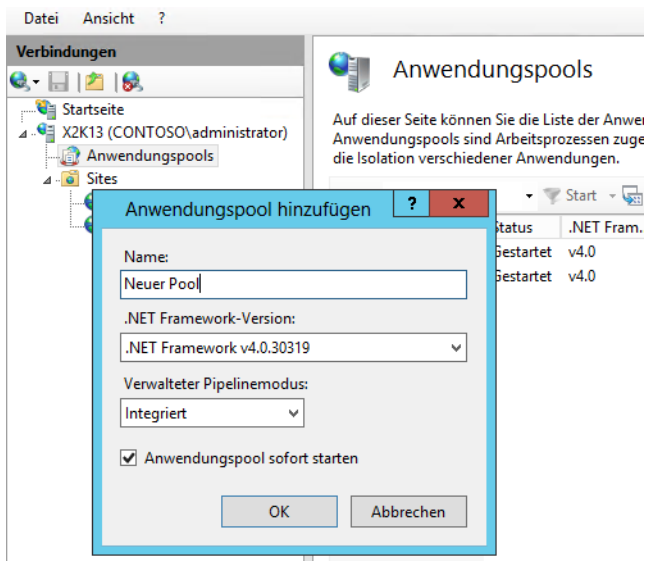 Datei Ansicht ?
Verbindungen
Startseite
X2K13 (CONTOSO\administrator)
Anwendungspools
Sites
Anwendungspools
Auf dieser Seite können Sie die Liste der
Anwendungspools sind Arbeitsprozessen
die Isolation verschiedener Anwendungen.
Start
Status .NET Fram.
Gestartet v4.0
Gestartet v4.0
Anwendungspool hinzufügen ? x
Name:
Neuer Pool
.NET Framework-Version:
.NET Framework v4.0.30319
Verwalteter Pipelinemodus:
Integriert
Anwendungspool sofort starten
OK Abbrechen